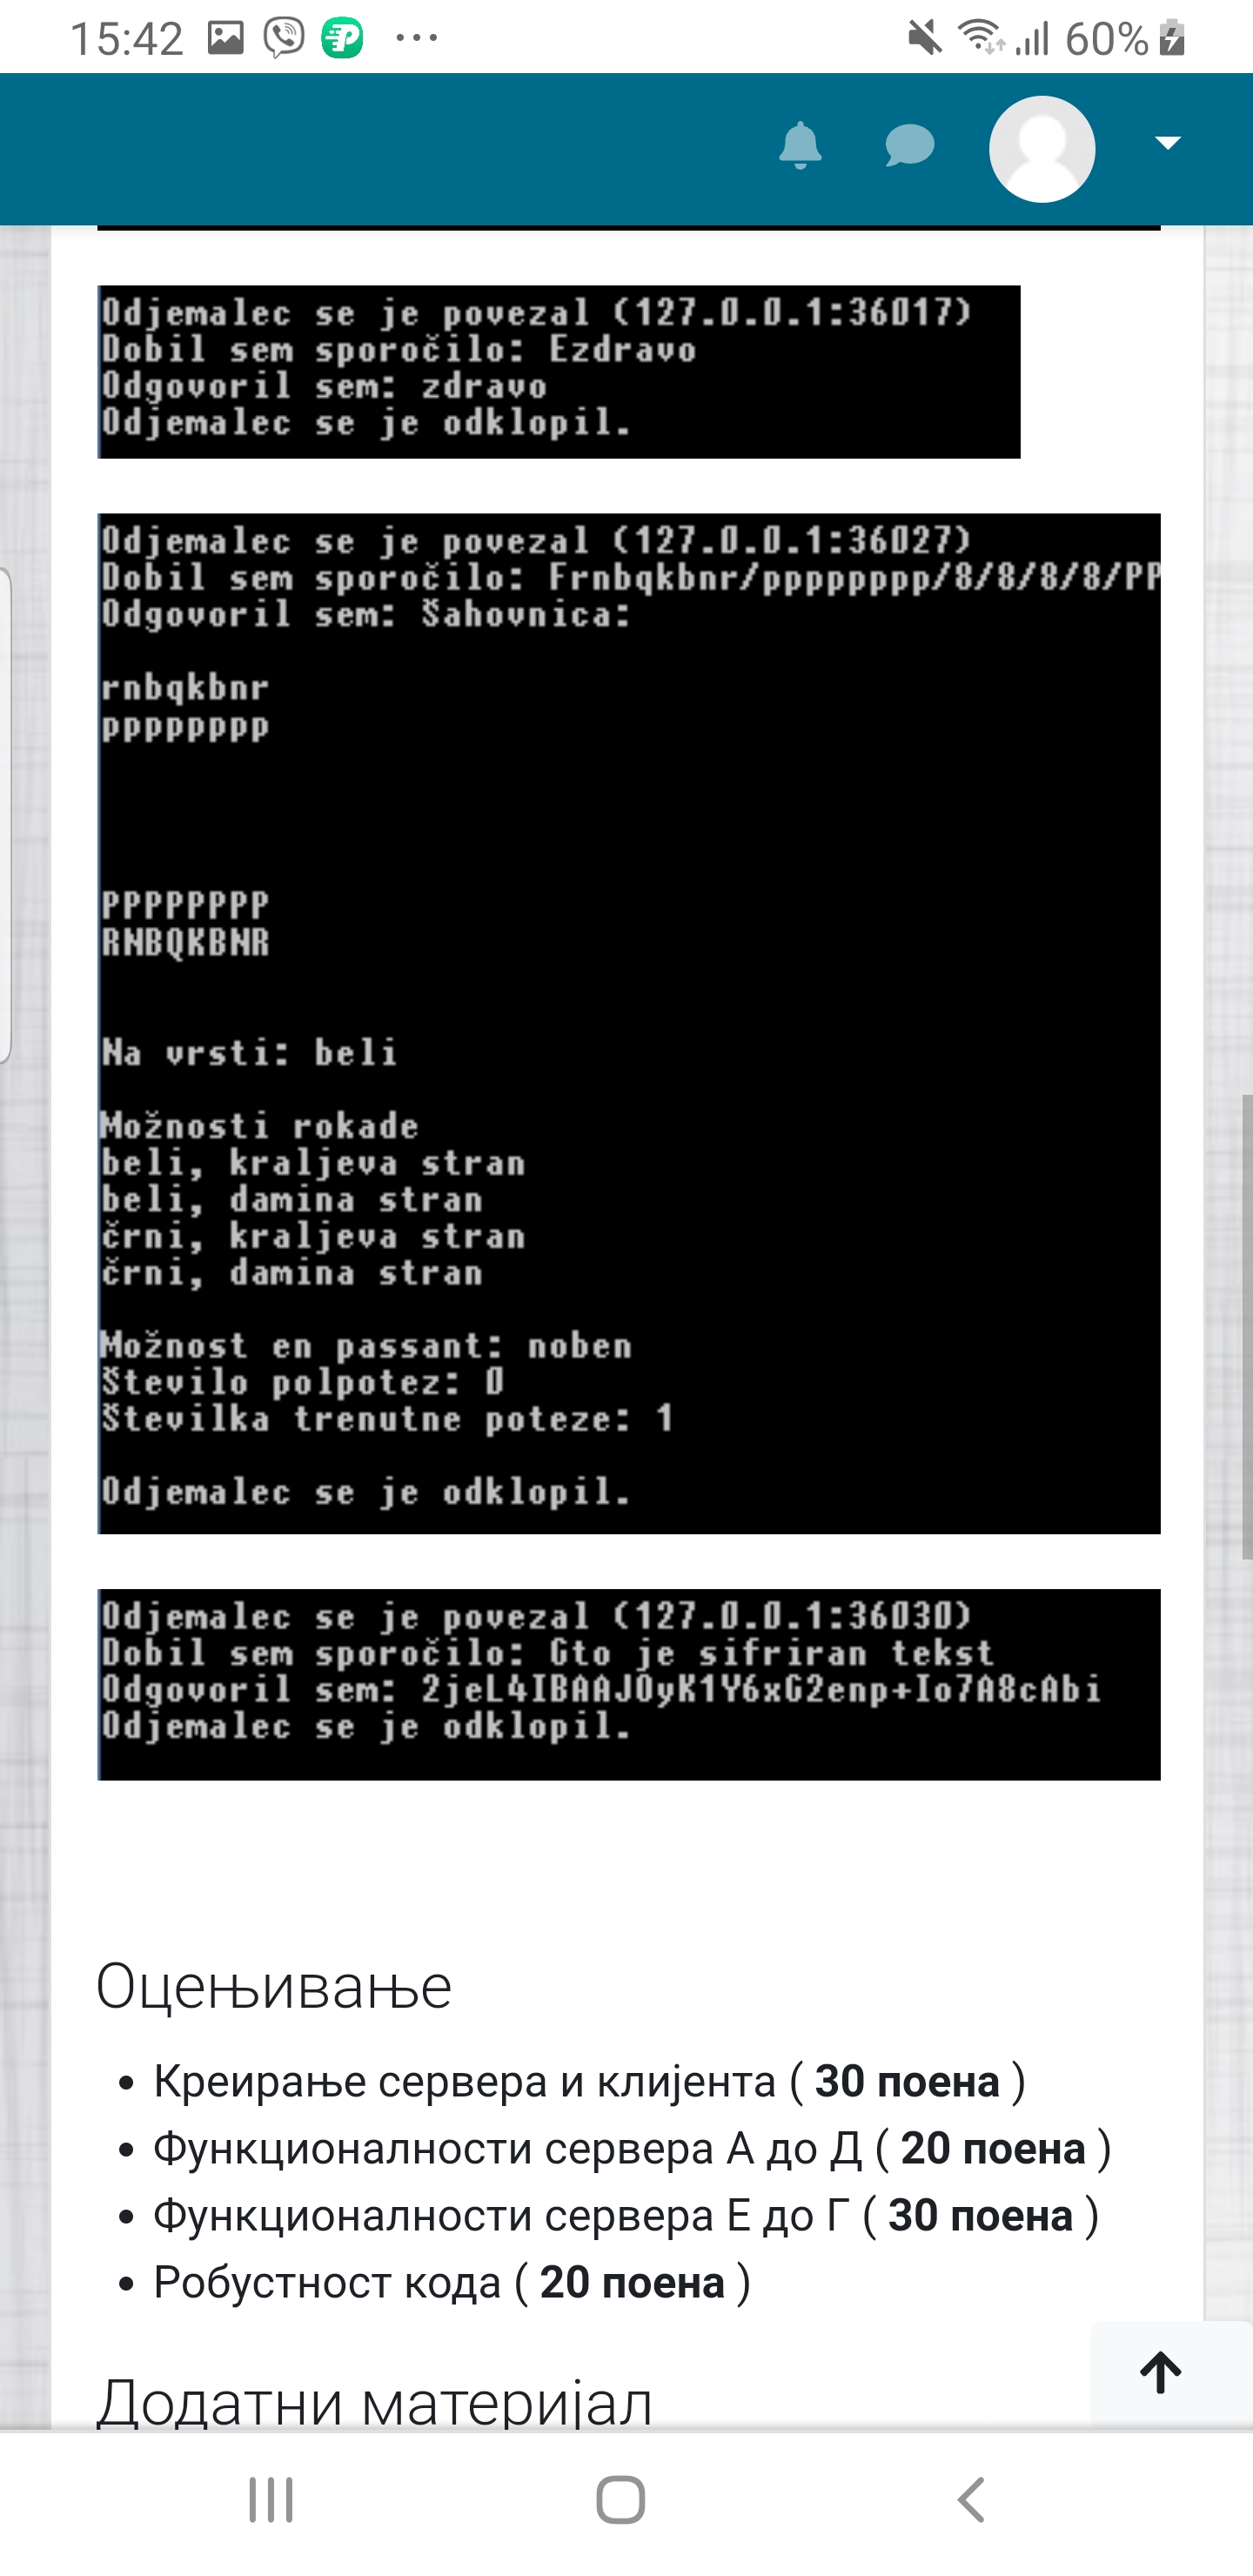 15:42
60%
Odjemalec se je povezal (127.0.0.1:36017)
Dobil sem sporočilo: Ezdravo
Odgovoril sem: zdravo
Odjemalec se je odklopil.
Odjemalec se je povezal (127.0.0.1:36027)
Dobil sem sporočilo: Frnbqkbnr/pppppppp/8/8/8/8/PP
Odgovoril sem: Šahovnica:
rnbqkbnr
pppppppp
PPPPPPPP
RNBQKBNR
Na vrsti: beli
Možnosti rokade
beli, kraljeva stran
beli, damina stran
črni, kraljeva stran
črni, damina stran
Možnost en passant: noben
Število polpotez: 0
Številka trenutne poteze: 1
Odjemalec se je odklopil.
Odjemalec se je povezal (127.0.0.1:36030)
Dobil sem sporočilo: Gto je sifriran tekst
Odgovoril sem: 2jeL4IBAAJOyK1Y6xG2enp+Io7A8cAbi
Odjemalec se je odklopil.
Оцењивање
• Креирање сервера и клијента ( 30 поена )
• Функционалности сервера А до Д ( 20 поена )
• Функционалности сервера Е до Г ( 30 поена )
• Робустност кода ( 20 поена )
Додатни материјал